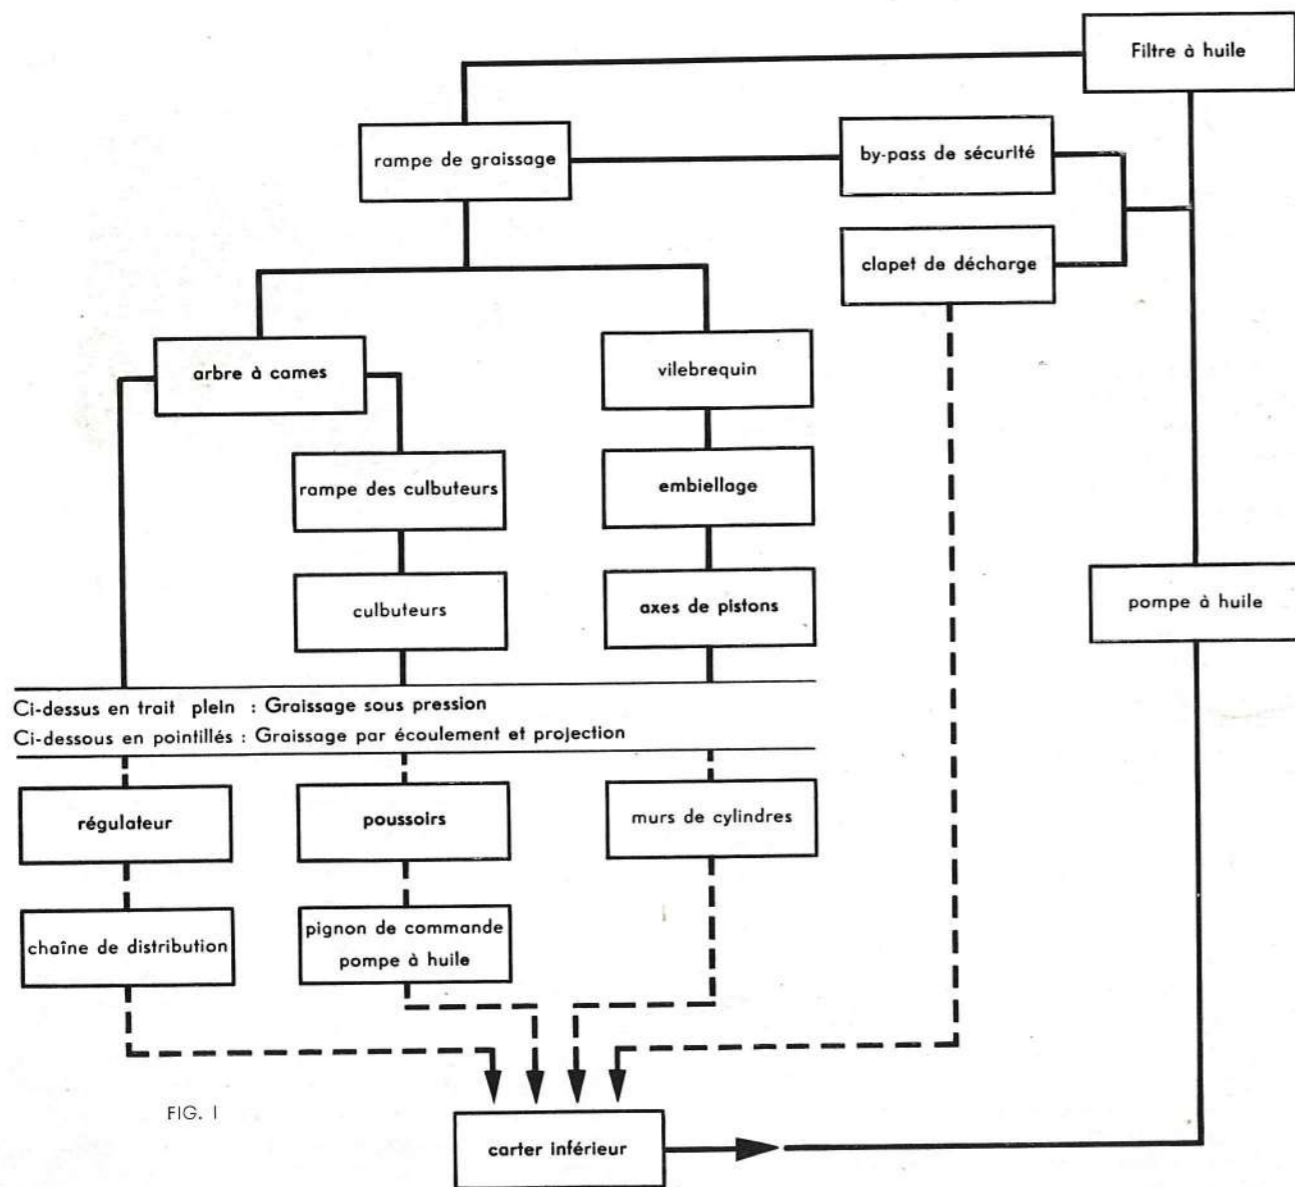 Filtre à huile
rampe de graissage
by-pass de sécurité
clapet de décharge
arbre à cames
vilebrequin
rampe des culbuteurs
embiellage
culbuteurs
axes de pistons
pompe à huile
Ci-dessus en trait plein : Graissage sous pression
Ci-dessous en pointillés : Graissage par écoulement et projection
régulateur
poussoirs
murs de cylindres
chaîne de distribution
pignon de commande
pompe à huile
FIG. I
carter inférieur